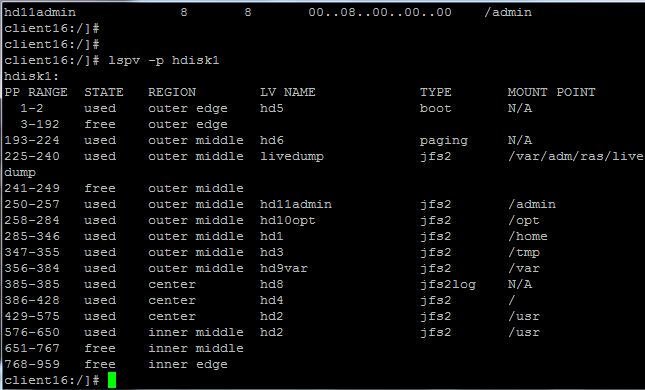 hd11admin 8 8 00..08..00..00..00 /admin
client16:/]#
client16:/]#
client16:/]# lspv -p hdisk1
hdisk1:
PP RANGE STATE REGION LV NAME TYPE MOUNT POINT
1-2 used outer edge hd5 boot N/A
3-192 free outer edge
193-224 used outer middle hd6 paging N/A
225-240 used outer middle livedump jfs2 /var/adm/ras/live
dump
241-249 free outer middle
250-257 used outer middle hd11admin jfs2 /admin
258-284 used outer middle hd10opt jfs2 /opt
285-346 used outer middle hd1 jfs2 /home
347-355 used outer middle hd3 jfs2 /tmp
356-384 used outer middle hd9var jfs2 /var
385-385 used center hd8 jfs2log N/A
386-428 used center hd4 jfs2 /
429-575 used center hd2 jfs2 /usr
576-650 used inner middle hd2 jfs2 /usr
651-767 free inner middle
768-959 free inner edge
client16:/]#